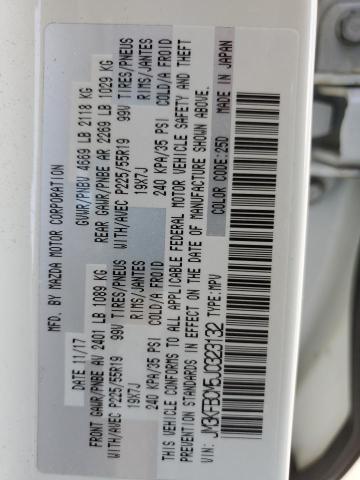 MFD. BY MAZDA MOTOR CORPORATION
11/17 GVWR/PNBV 4669 LB 2118 KG
FRONT GAWR/PNBE AV 2401 LB 1089 KG REAR GAWR/PNBE AR 2269 LB 1029 KG
WITH/AVEC P225/55R19 99V TIRES/PNEUS WITH/AVEC P225/55R19 99V TIRES/PNEUS
19X7J RIMS/JANTES 19X7J RIMS/JANTES
240 KPA/35 PSI COLD/A FROID 240 KPA/35 PSI COLD/A FROID
THIS VEHICLE CONFORMS TO ALL APPLICABLE FEDERAL MOTOR VEHICLE SAFETY AND THEFT
PREVENTION STANDARDS IN EFFECT ON THE DATE OF MANUFACTURE SHOWN ABOVE.
JM3KFBCM5J0323132 TYPE:MPV COLOR CODE:25D MADE IN JAPAN